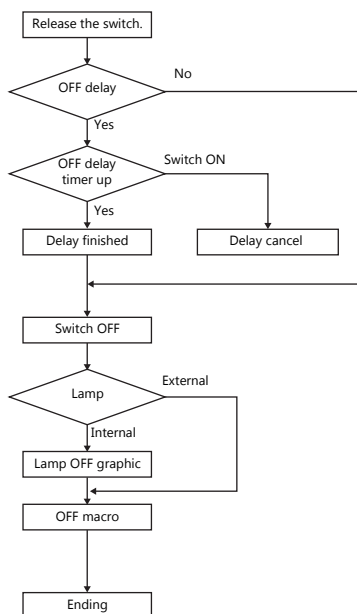 Release the switch.
OFF delay
No
Yes
OFF delay
timer up
Switch ON
Yes
Delay finished
Delay cancel
Switch OFF
Lamp
External
Internal
Lamp OFF graphic
OFF macro
Ending